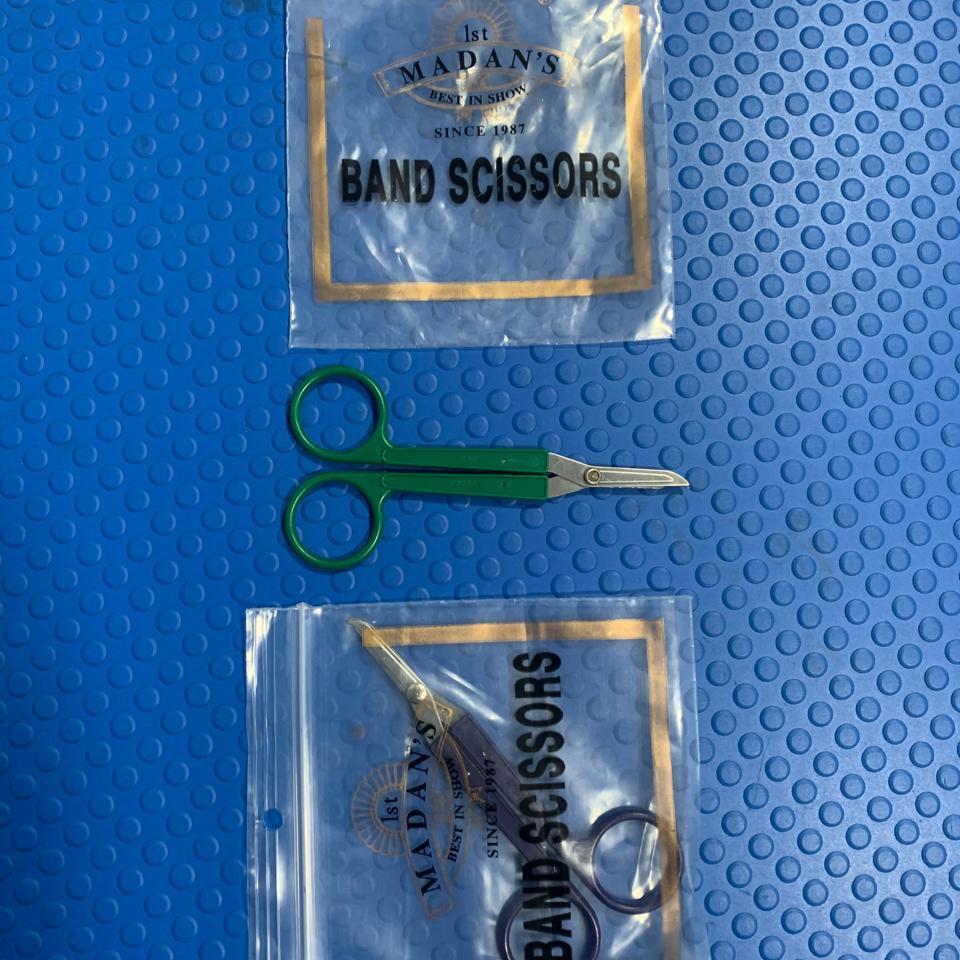 1st
MADAN'S
BEST IN SHOW
SINCE 1987
BAND SCISSORS
1st
MADAN'S
BEST IN SHOW
SINCE 1987
BAND SCISSORS